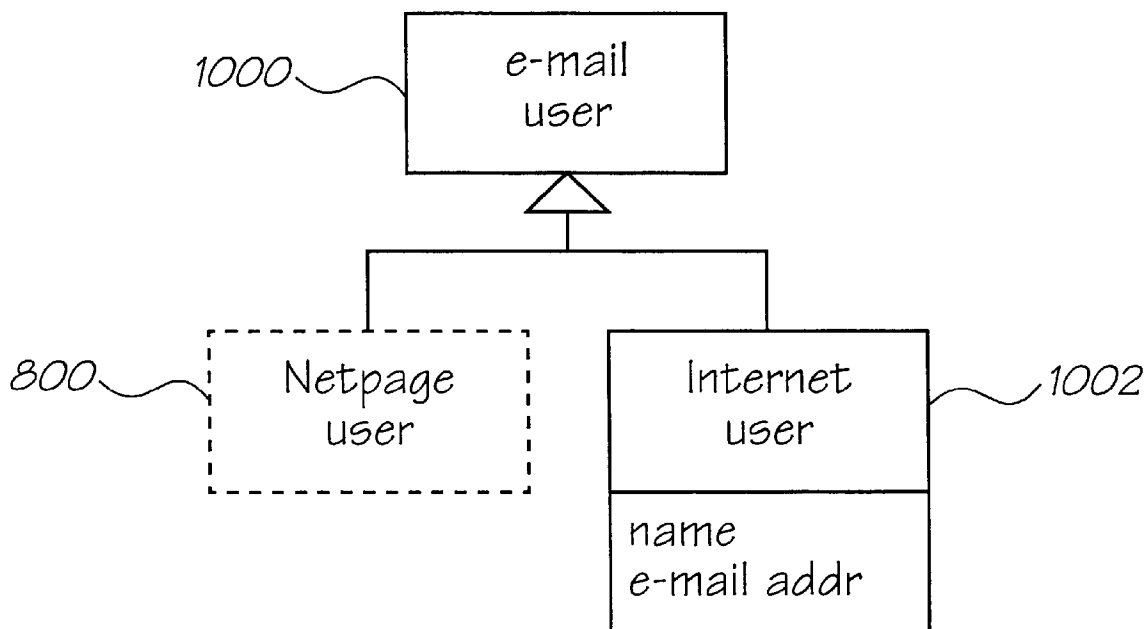 1000
e-mail
user
800
Netpage
user
Internet
user
1002
name
e-mail addr